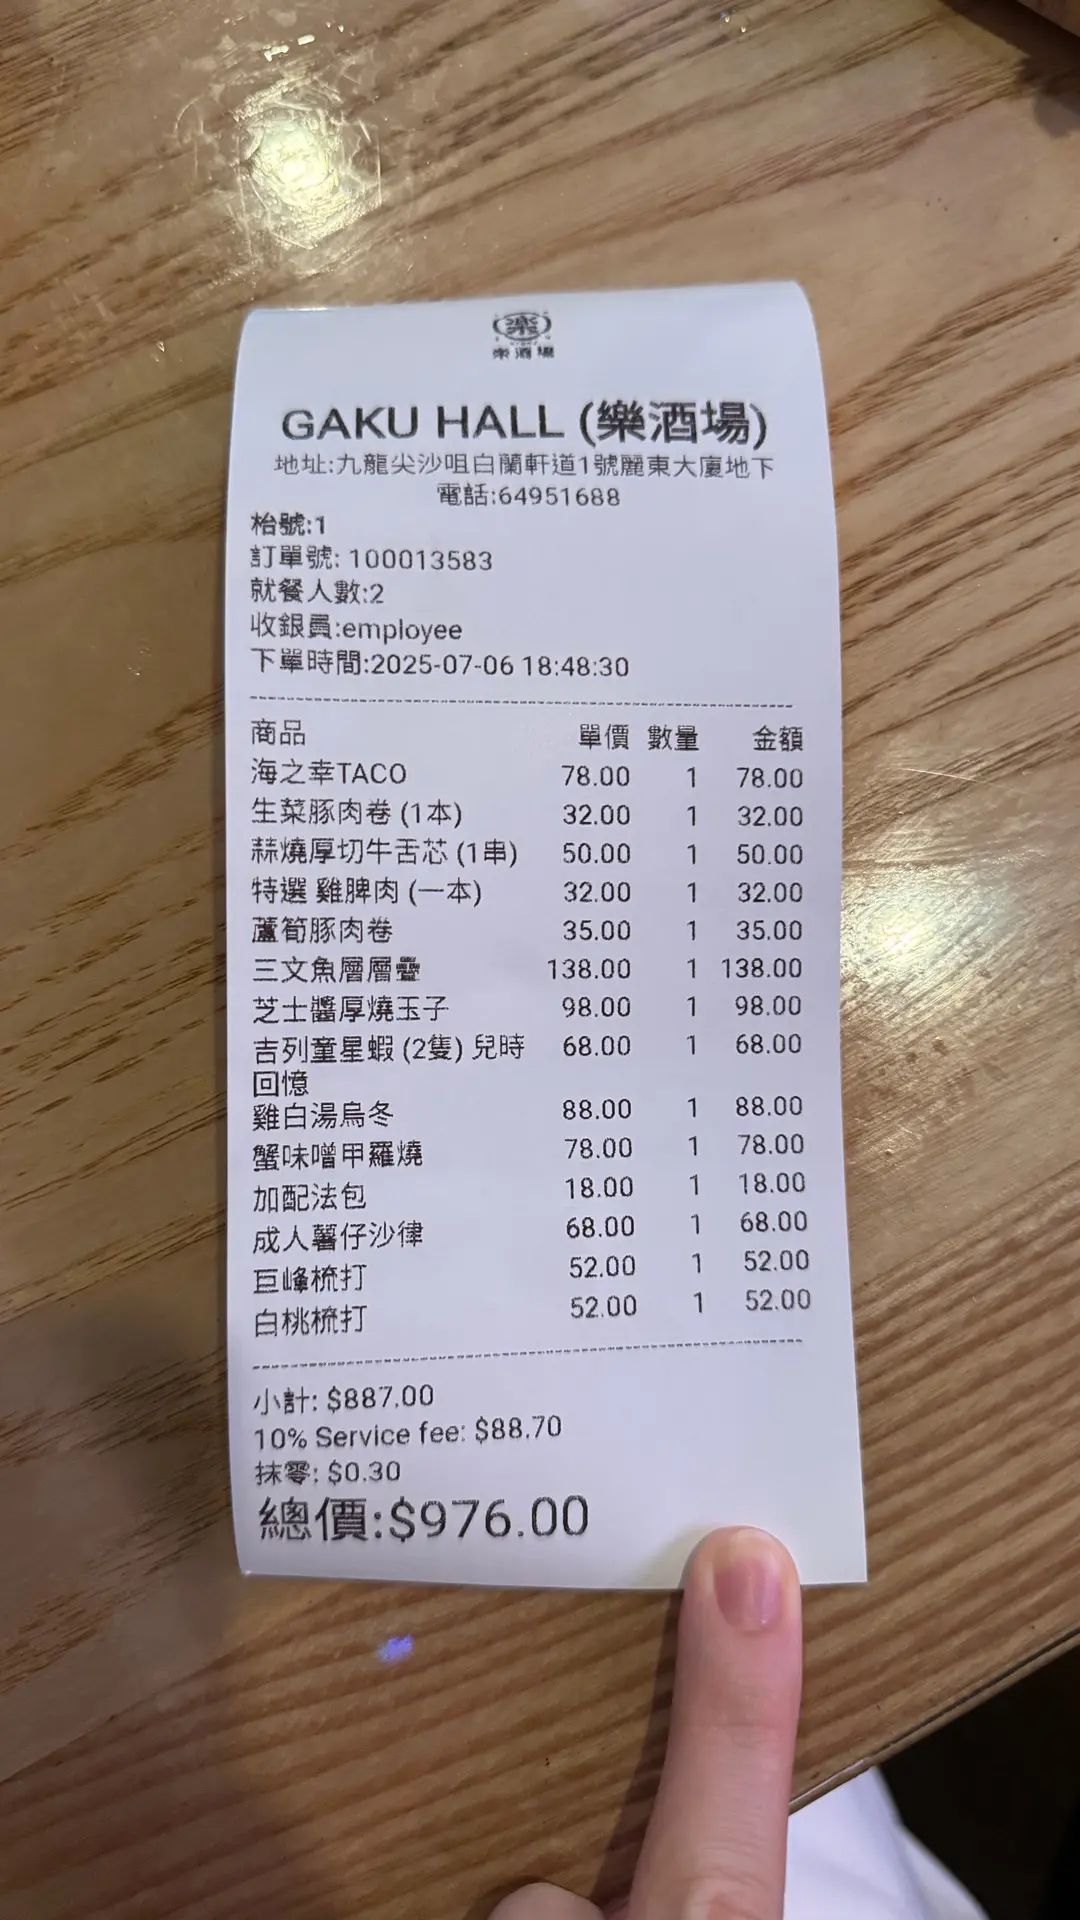 樂
樂酒場
GAKU HALL (樂酒場)
地址:九龍尖沙咀白蘭軒道1號麗東大廈地下
電話:64951688
枱號:1
訂單號: 100013583
就餐人數:2
收銀員:employee
下單時間:2025-07-06 18:48:30
商品 單價 數量 金額
海之幸TACO 78.00 1 78.00
生菜豚肉卷 (1本) 32.00 1 32.00
蒜燒厚切牛舌芯 (1串) 50.00 1 50.00
特選 雞脾肉 (一本) 32.00 1 32.00
蘆筍豚肉卷 35.00 1 35.00
三文魚層層疊 138.00 1 138.00
芝士醬厚燒玉子 98.00 1 98.00
吉列童星蝦 (2隻) 兒時 68.00 1 68.00
回憶
雞白湯烏冬 88.00 1 88.00
蟹味噌甲羅燒 78.00 1 78.00
加配法包 18.00 1 18.00
成人薯仔沙律 68.00 1 68.00
巨峰梳打 52.00 1 52.00
白桃梳打 52.00 1 52.00
小計: $887.00
10% Service fee: $88.70
抹零: $0.30
總價:$976.00